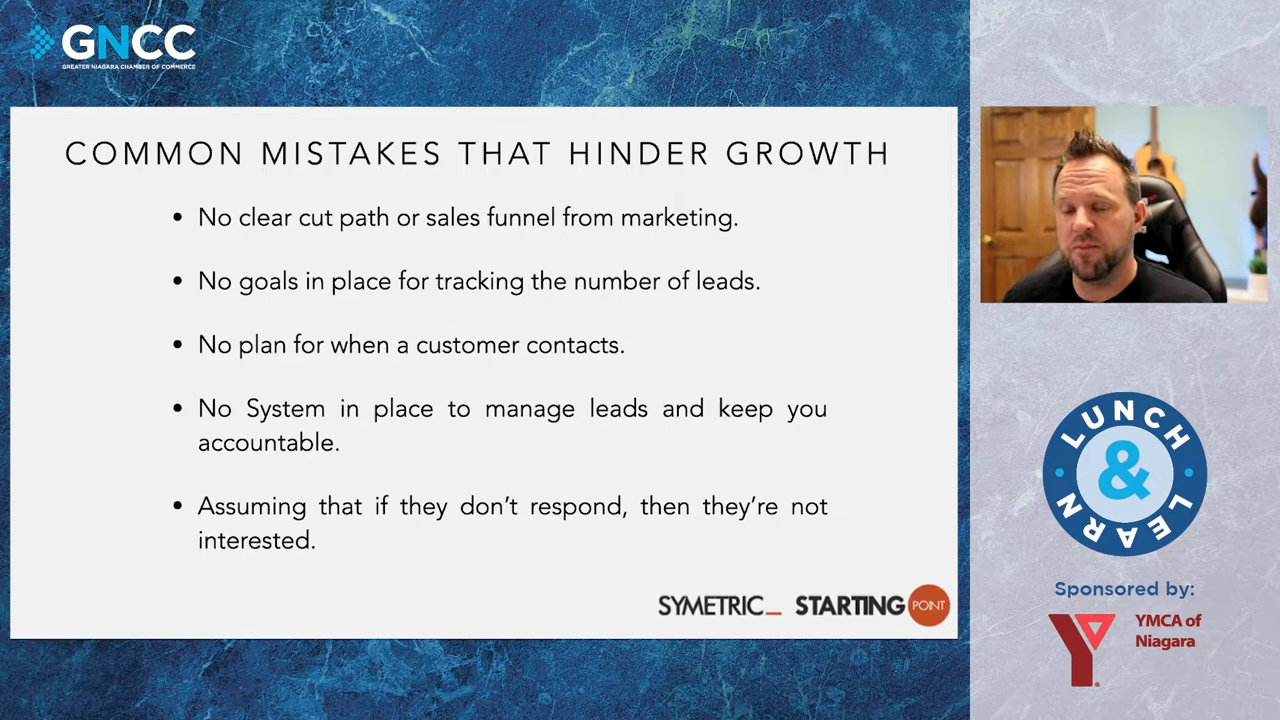 GNCC
GREATER NIAGARA CHAMBER OF COMMERCE
COMMON MISTAKES THAT HINDER GROWTH
• No clear cut path or sales funnel from marketing.
• No goals in place for tracking the number of leads.
• No plan for when a customer contacts.
• No System in place to manage leads and keep you
accountable.
• Assuming that if they don't respond, then they're not
interested.
SYMETRIC_ STARTING POINT
LUNCH
&
LEARN
Sponsored by:
YMCA of
Niagara